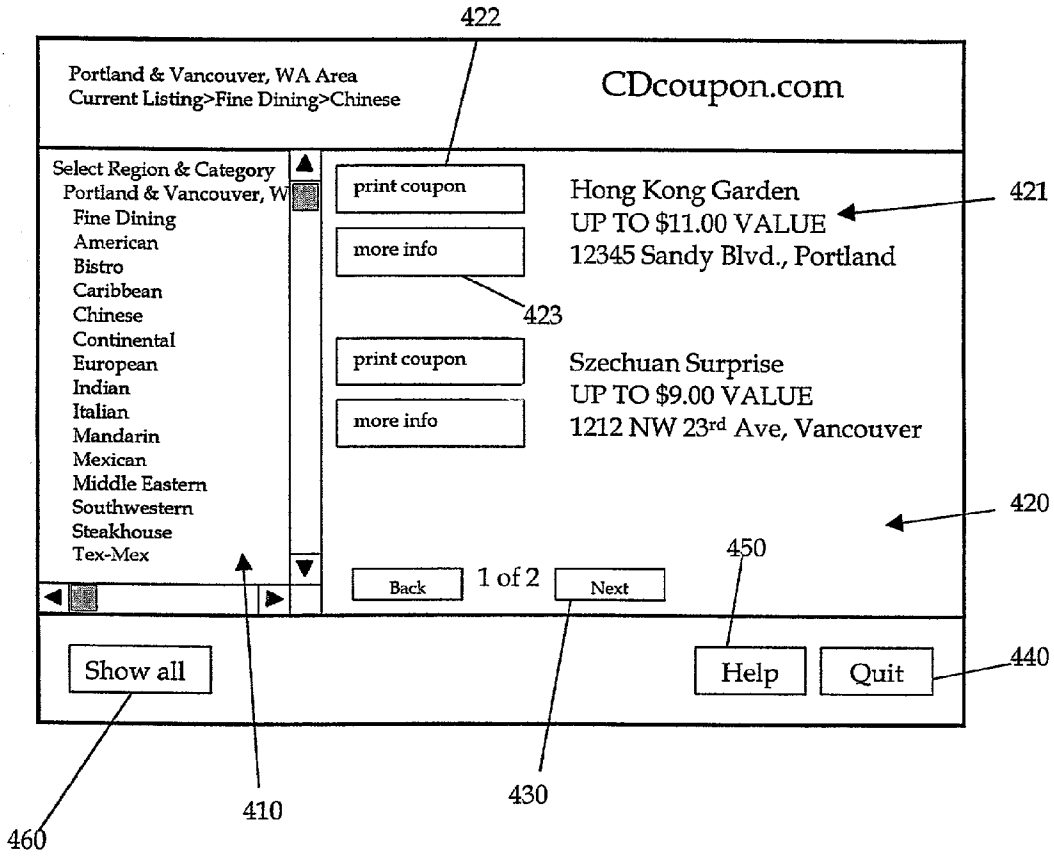 422
Portland & Vancouver, WA Area
Current Listing>Fine Dining>Chinese
CDcoupon.com
Select Region & Category
Portland & Vancouver, W
Fine Dining
American
Bistro
Caribbean
Chinese
Continental
European
Indian
Italian
Mandarin
Mexican
Middle Eastern
Southwestern
Steakhouse
Tex-Mex
print coupon
more info
Hong Kong Garden
UP TO $11.00 VALUE
12345 Sandy Blvd., Portland
421
423
print coupon
more info
Szechuan Surprise
UP TO $9.00 VALUE
1212 NW 23rd Ave, Vancouver
420
450
Back
1 of 2
Next
Show all
Help
Quit
440
410
430
460